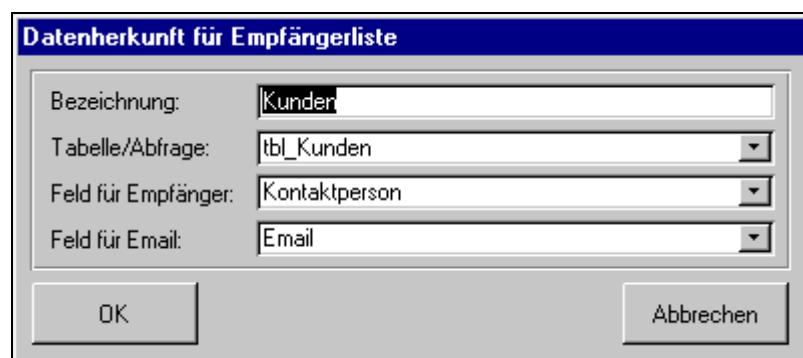 Datenherkunft für Empfängerliste
Bezeichnung: Kunden
Tabelle/Abfrage: tbl_Kunden
Feld für Empfänger: Kontaktperson
Feld für Email: Email
OK Abbrechen